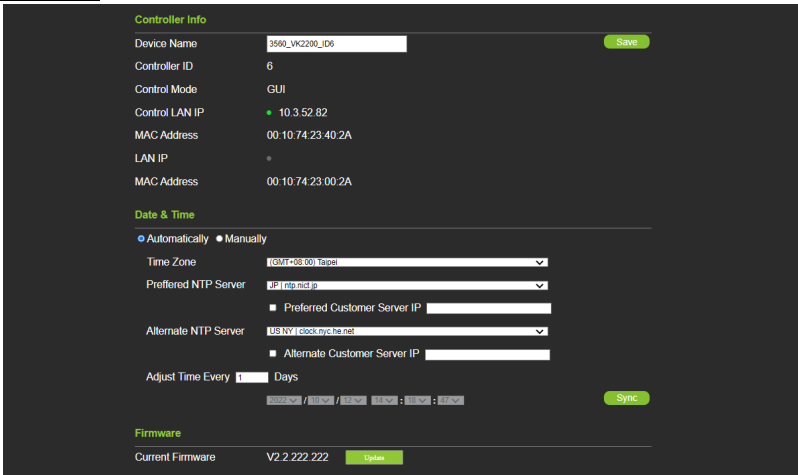 Controller Info
Device Name 3560_VK2200_ID6 Save
Controller ID 6
Control Mode GUI
Control LAN IP 10.3.52.82
MAC Address 00:10:74:23:40:2A
LAN IP
MAC Address 00:10:74:23:00:2A
Date & Time
Automatically Manually
Time Zone (GMT+08:00) Taipei
Preffered NTP Server JP | ntp.nict.jp
Preferred Customer Server IP
Alternate NTP Server US NY | clock.nyc.he.net
Alternate Customer Server IP
Adjust Time Every 1 Days
2022 / 10 / 12 14 : 18 : 47 Sync
Firmware
Current Firmware V2.2.222.222 Update